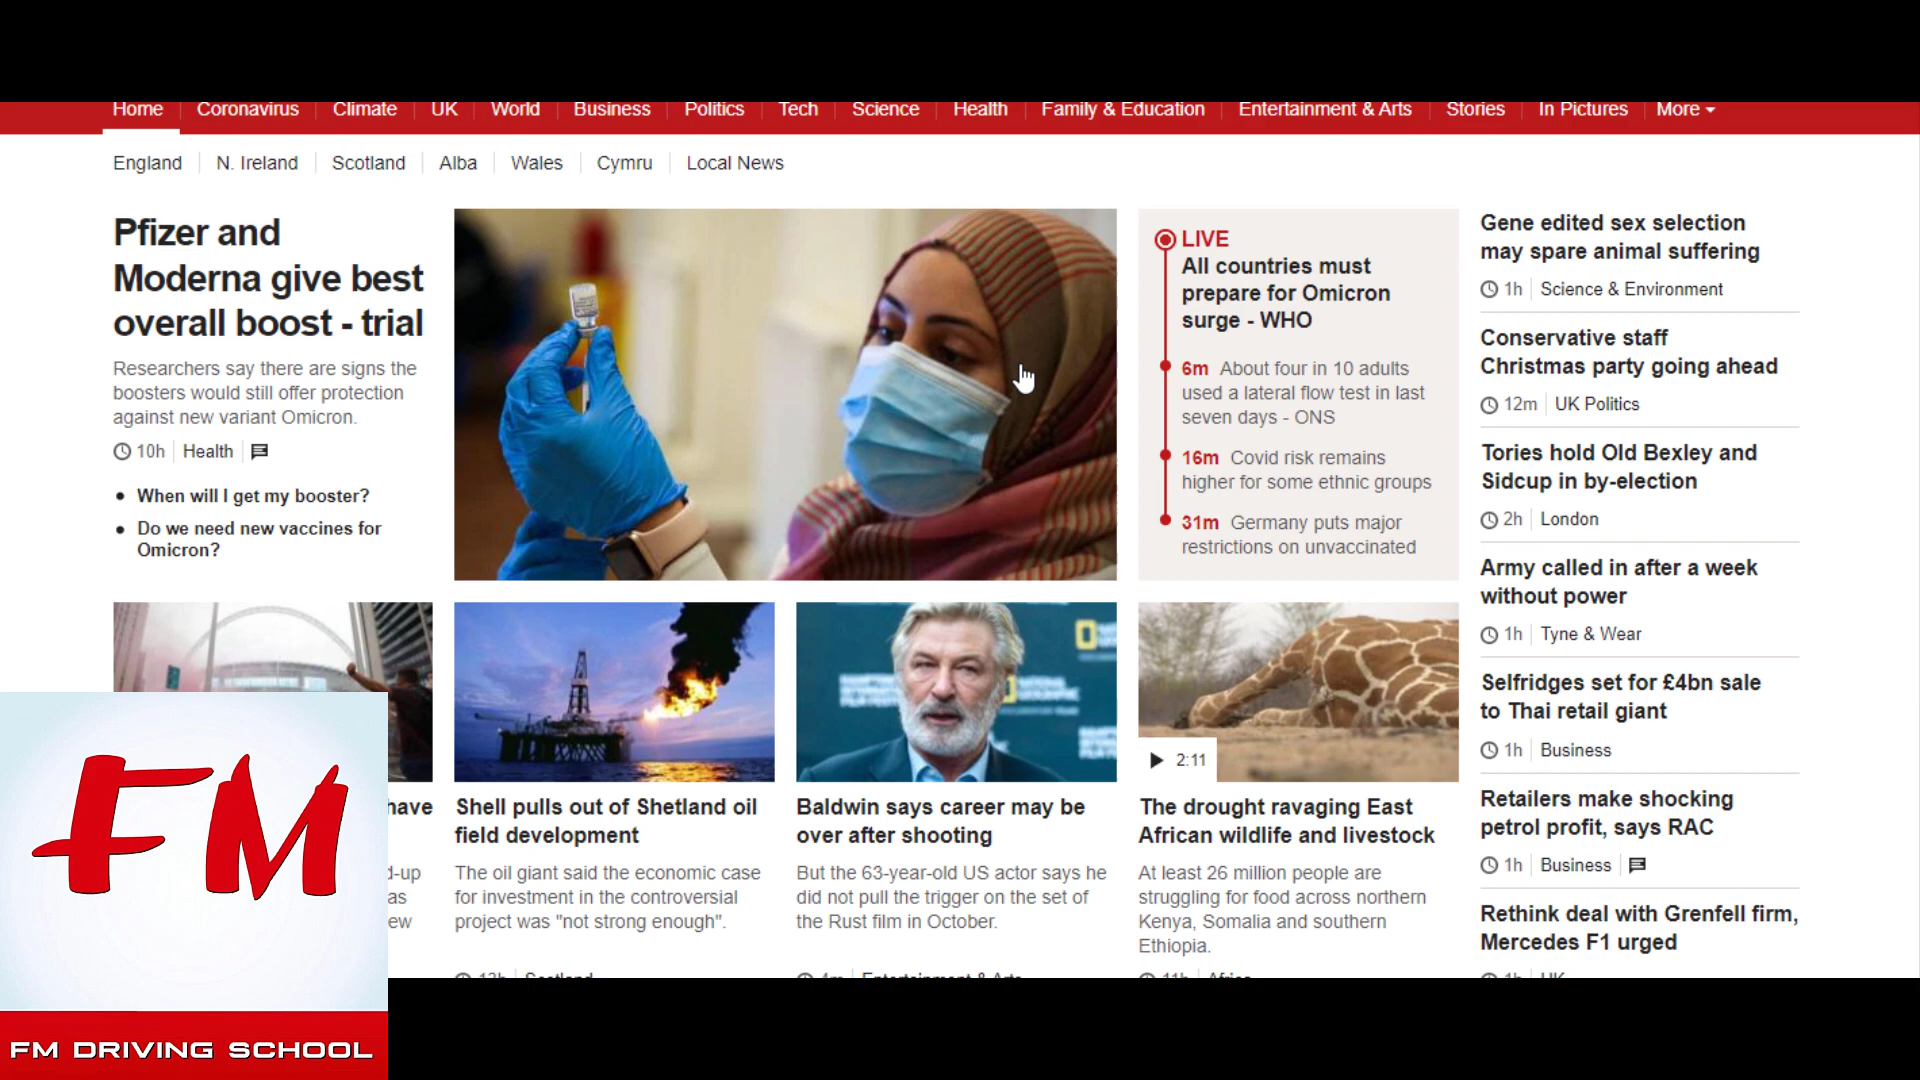 Home Coronavirus Climate UK World Business Politics Tech Science Health Family & Education Entertainment & Arts Stories In Pictures More
England N. Ireland Scotland Alba Wales Cymru Local News
Pfizer and
Moderna give best
overall boost - trial
Researchers say there are signs the
boosters would still offer protection
against new variant Omicron.
10h Health
When will I get my booster?
Do we need new vaccines for
Omicron?
LIVE
All countries must
prepare for Omicron
surge - WHO
6m About four in 10 adults
used a lateral flow test in last
seven days - ONS
16m Covid risk remains
higher for some ethnic groups
31m Germany puts major
restrictions on unvaccinated
Gene edited sex selection
may spare animal suffering
1h Science & Environment
Conservative staff
Christmas party going ahead
12m UK Politics
Tories hold Old Bexley and
Sidcup in by-election
2h London
Army called in after a week
without power
1h Tyne & Wear
Selfridges set for £4bn sale
to Thai retail giant
1h Business
Retailers make shocking
petrol profit, says RAC
1h Business
Rethink deal with Grenfell firm,
Mercedes F1 urged
1h UK
have
d-up
as
ew
Shell pulls out of Shetland oil
field development
The oil giant said the economic case
for investment in the controversial
project was "not strong enough".
13h Scotland
Baldwin says career may be
over after shooting
But the 63-year-old US actor says he
did not pull the trigger on the set of
the Rust film in October.
4m Entertainment & Arts
2:11
The drought ravaging East
African wildlife and livestock
At least 26 million people are
struggling for food across northern
Kenya, Somalia and southern
Ethiopia.
11h Africa
FM
FM DRIVING SCHOOL